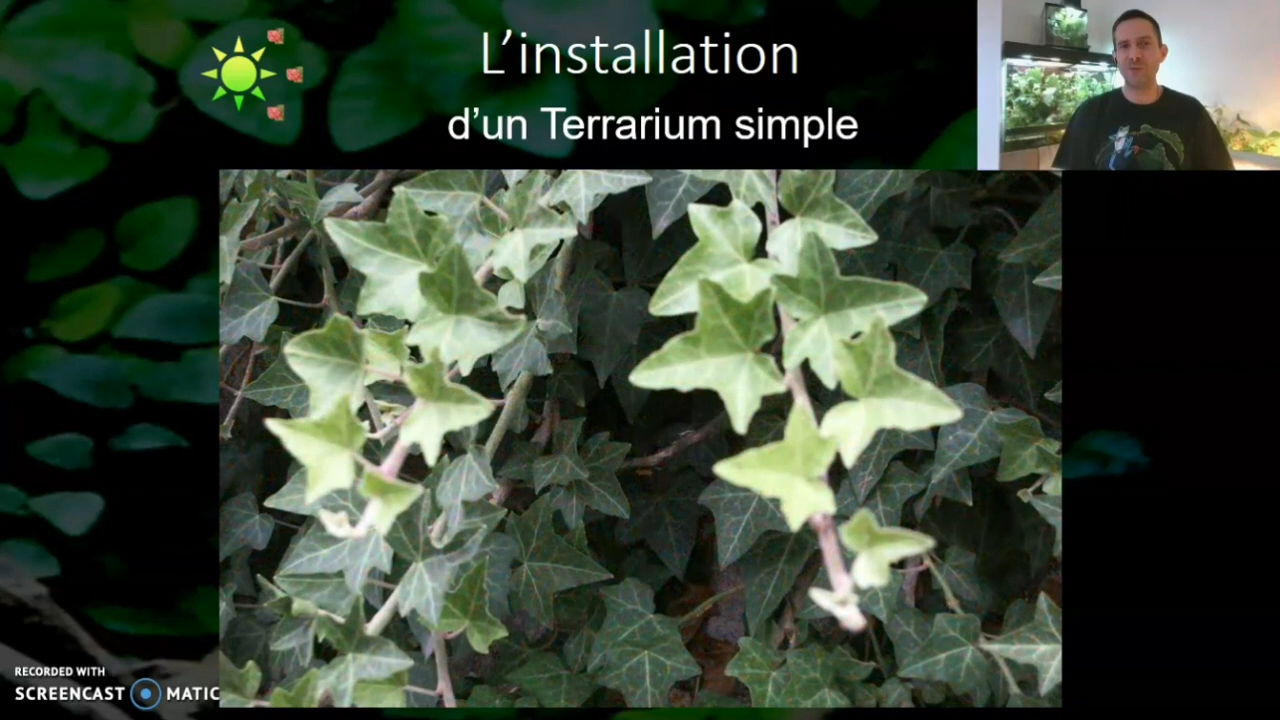 L’installation
d’un Terrarium simple
RECORDED WITH
SCREENCAST MATIC